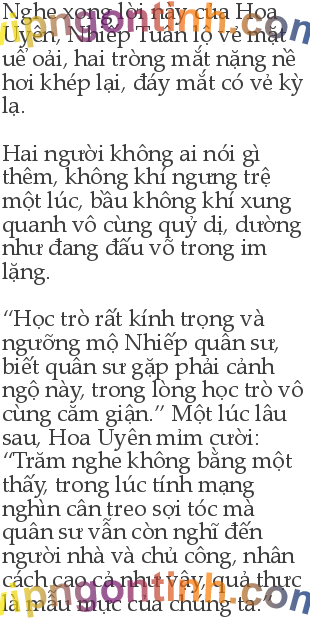 Nghe xong lời này của Hoa
Uyên, Nhiếp Tuấn lộ vẻ mặt
uể oải, hai tròng mắt nặng nề
hơi khép lại, đáy mắt có vẻ kỳ
lạ.
Hai người không ai nói gì
thêm, không khí ngưng trệ
một lúc, bầu không khí xung
quanh vô cùng quỷ dị, dường
như đang đấu võ trong im
lặng.
“Học trò rất kính trọng và
ngưỡng mộ Nhiếp quân sư,
biết quân sư gặp phải cảnh
ngộ này, trong lòng học trò vô
cùng căm giận.” Một lúc lâu
sau, Hoa Uyên mỉm cười:
“Trăm nghe không bằng một
thấy, trong lúc tính mạng
nghìn cân treo sợi tóc mà
quân sư vẫn còn nghĩ đến
người nhà và chủ công, nhân
cách cao cả như vậy, quả thực
là mẫu mực của chúng ta.”
vipngontinh.com
vipngontinh.com